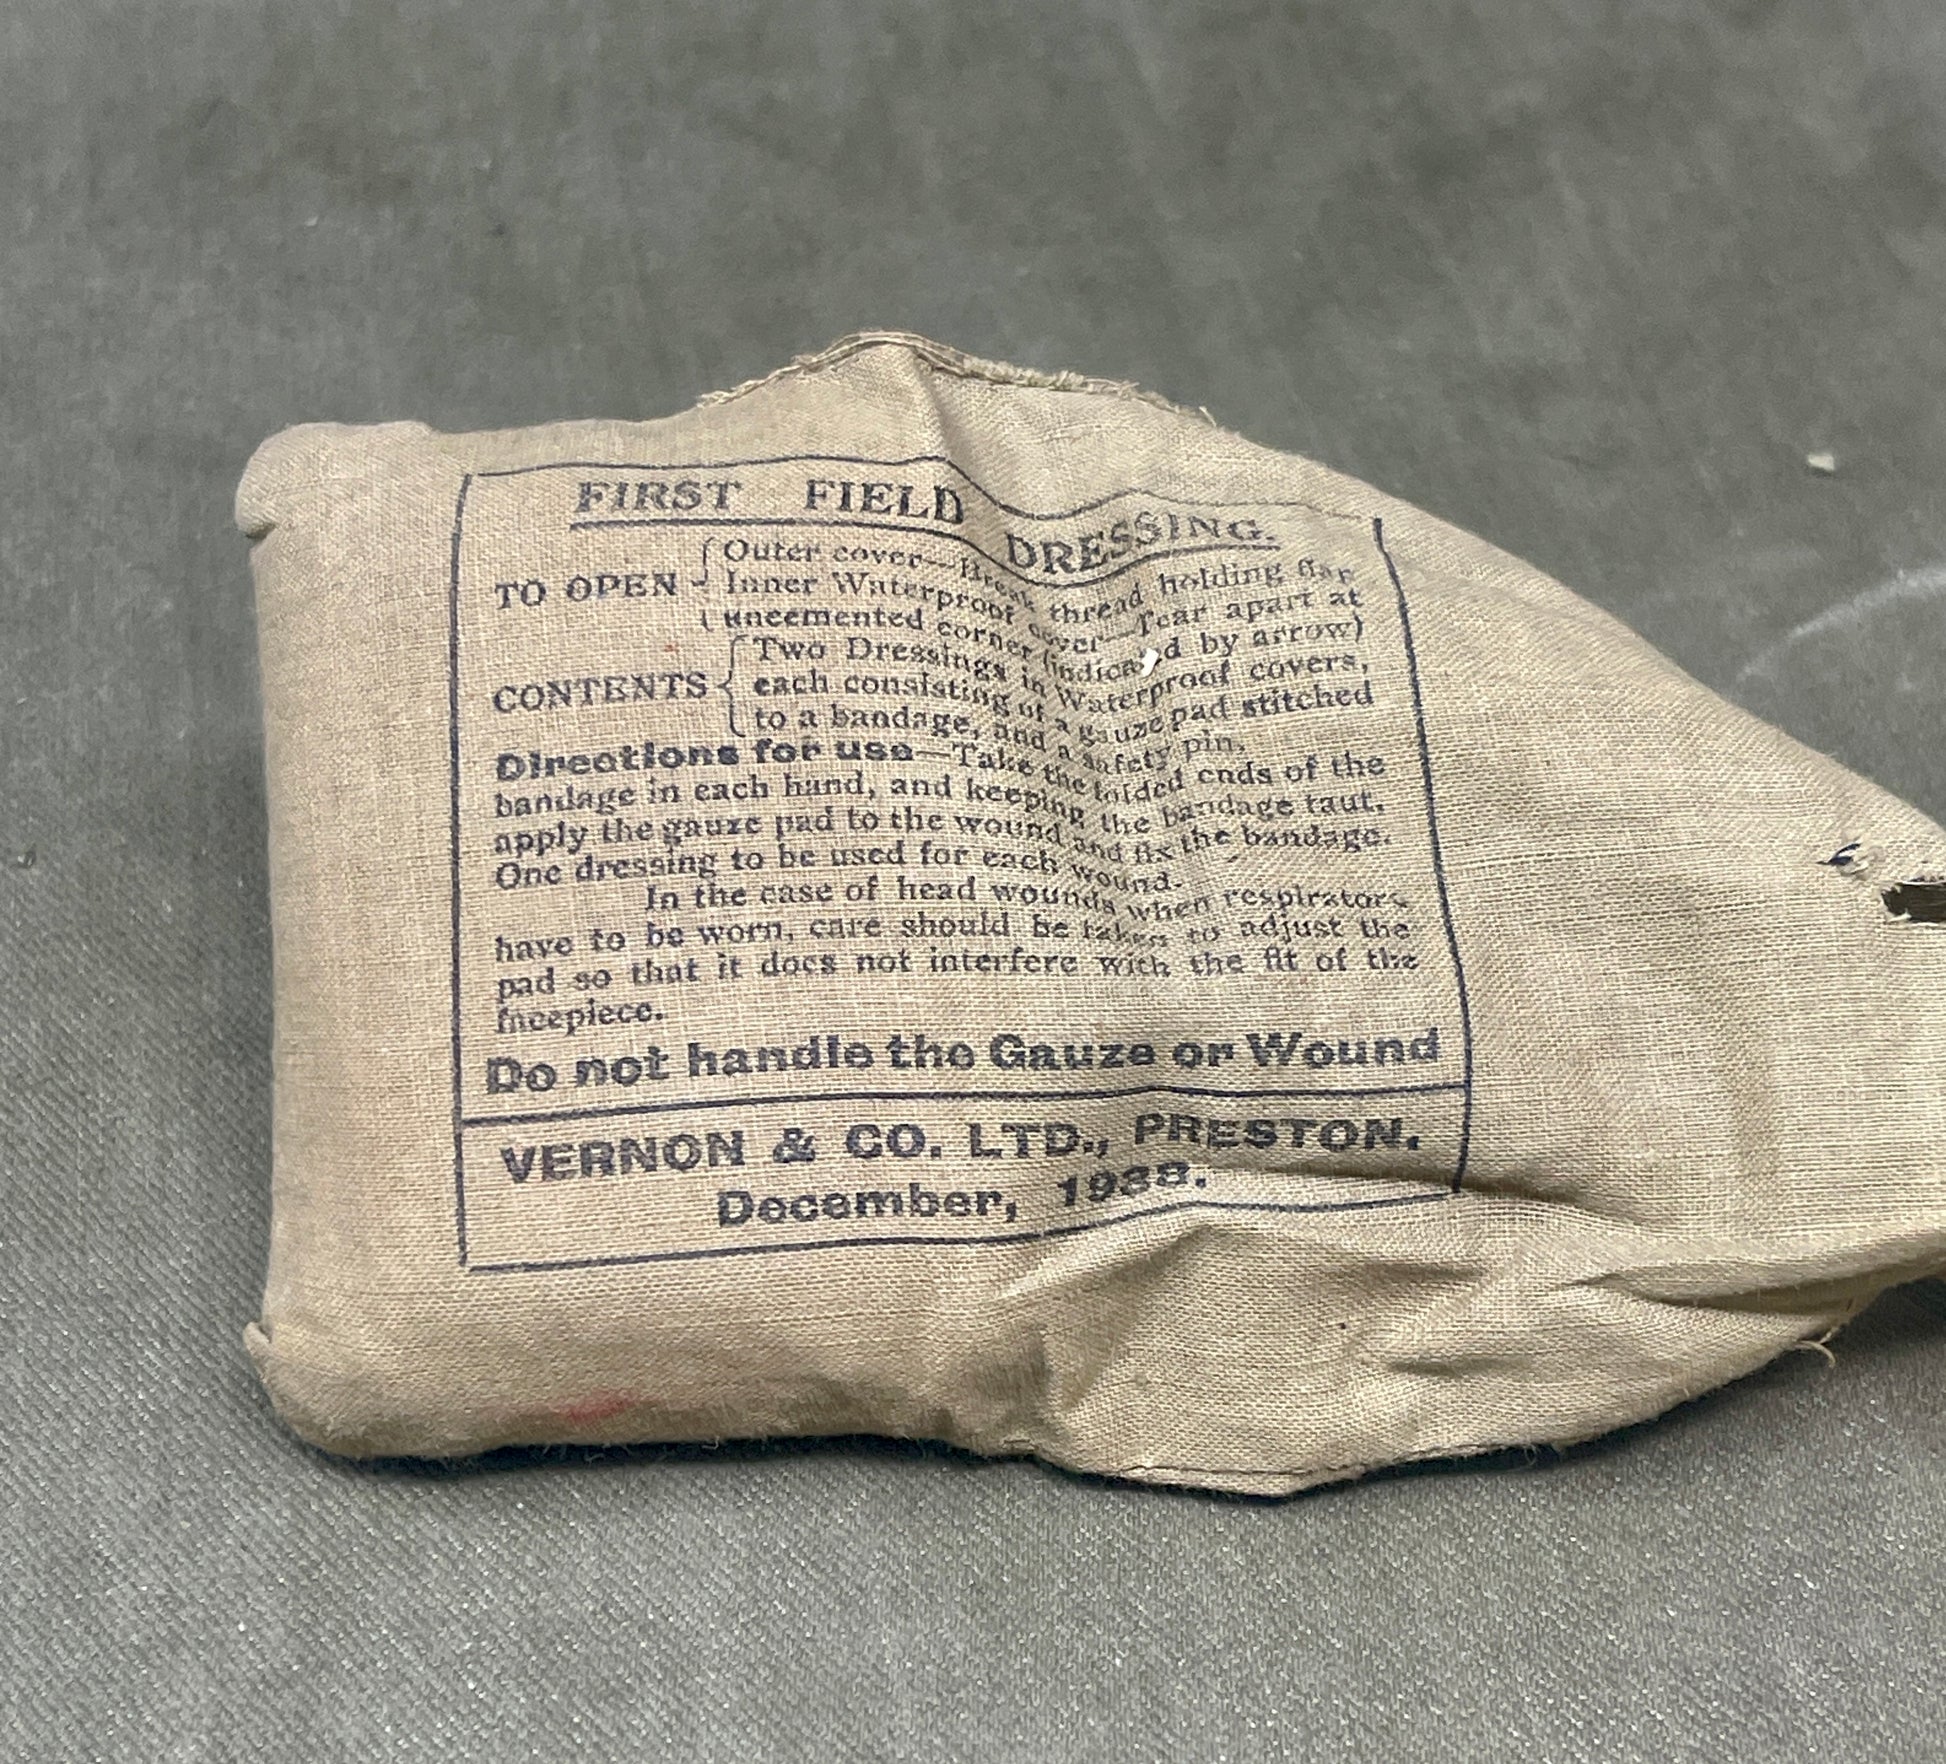 FIRST FIELD DRESSING.
TO OPEN { Outer cover—Break thread holding flap
Inner Waterproof cover—Tear apart at
uncemented corner (indicated by arrow)
CONTENTS { Two Dressings in Waterproof covers,
each consisting of a gauze pad stitched
to a bandage, and a safety pin.
Directions for use—Take the folded ends of the
bandage in each hand, and keeping the bandage taut,
apply the gauze pad to the wound and fix the bandage.
One dressing to be used for each wound.
In the case of head wounds when respirators
have to be worn, care should be taken to adjust the
pad so that it does not interfere with the fit of the
facepiece.
Do not handle the Gauze or Wound
VERNON & CO. LTD., PRESTON.
December, 1938.